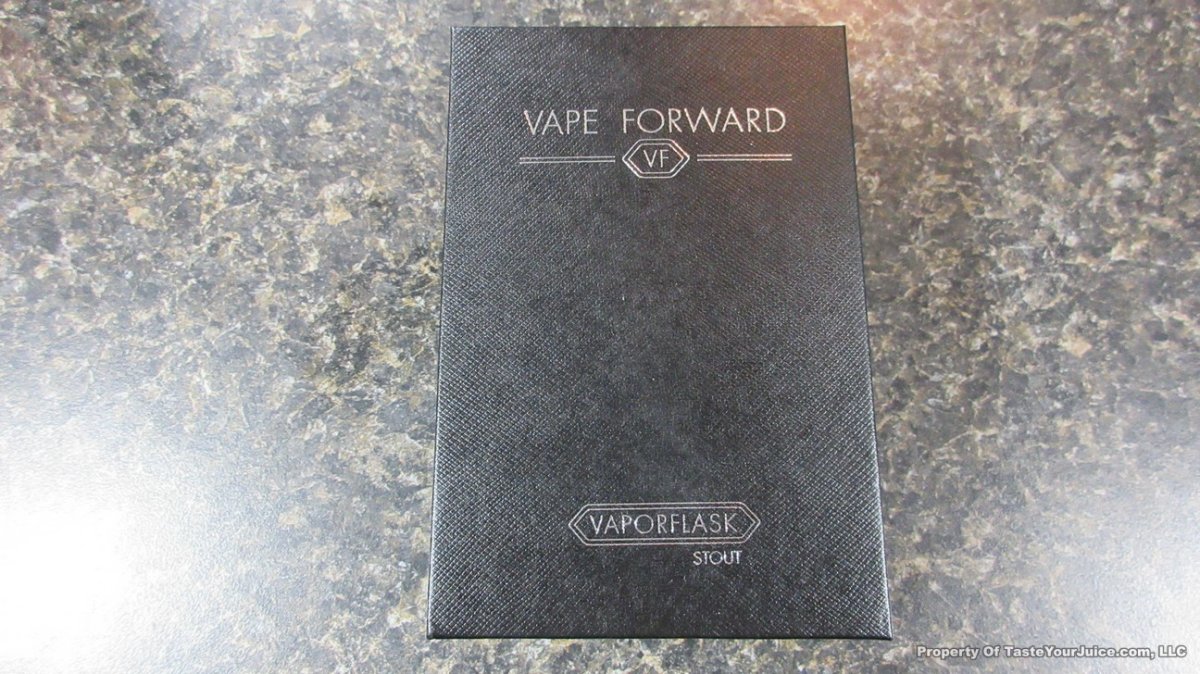 VAPE FORWARD
VF
VAPORFLASK
STOUT
Property Of TasteYourJuice.com, LLC